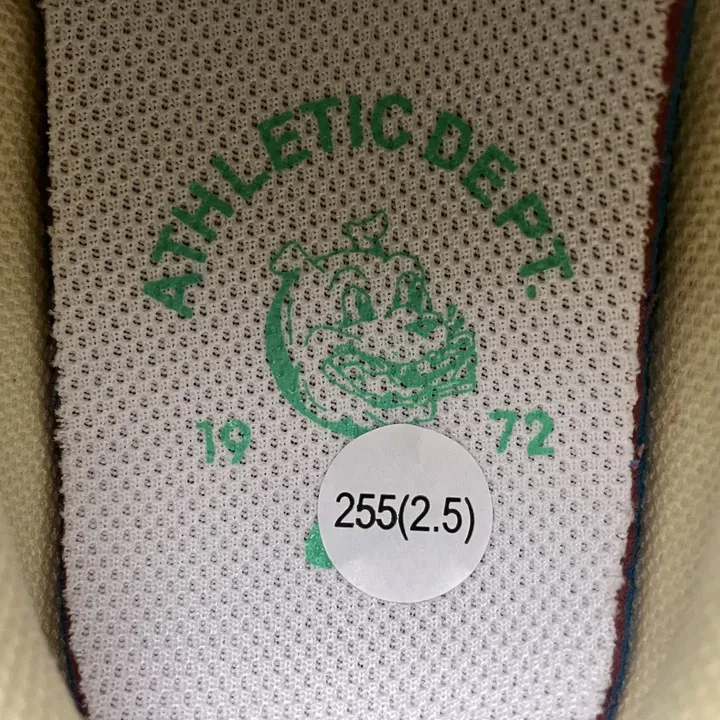 ATHLETIC DEPT.
19 72
255(2.5)